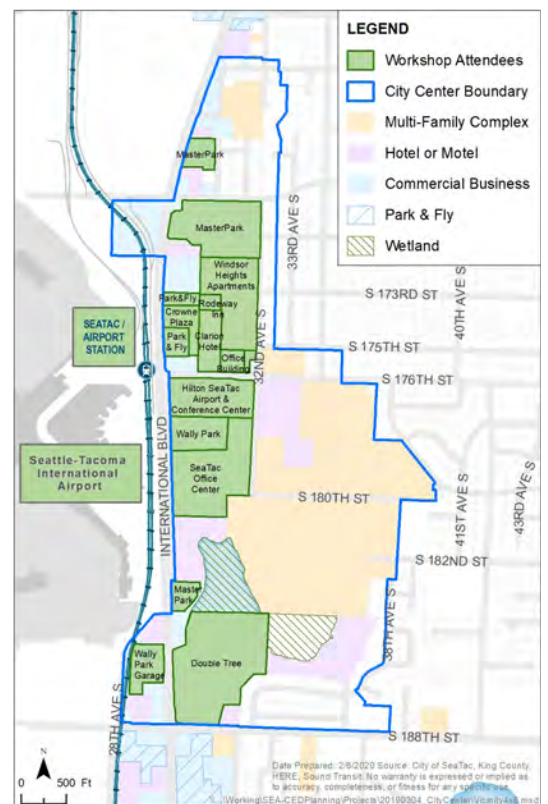 LEGEND
Workshop Attendees
City Center Boundary
Multi-Family Complex
Hotel or Motel
Commercial Business
Park & Fly
Wetland
MasterPark
MasterPark
33RD AVE S
Windsor
Heights
Apartments
S 173RD ST
40TH AVE S
Park&Fly
Rodeway
Inn
Crowne
Plaza
SEATAC /
AIRPORT
STATION
Park
& Fly
Clarion
Hotel
32ND AVE S
Office
Building
S 175TH ST
S 176TH ST
Hilton SeaTac
Airport &
Conference Center
INTERNATIONAL BLVD
Wally Park
Seattle-Tacoma
International
Airport
SeaTac
Office
Center
S 180TH ST
41ST AVE S
43RD AVE S
S 182ND ST
Master
Park
38TH AVE S
Wally
Park
Garage
Double Tree
28TH AVE S
S 188TH ST
N
0 500 Ft
Date Prepared: 2/6/2020 Source: City of SeaTac, King County,
HERE, Sound Transit. No warranty is expressed or implied as
to accuracy, completeness, or fitness for any specific use.